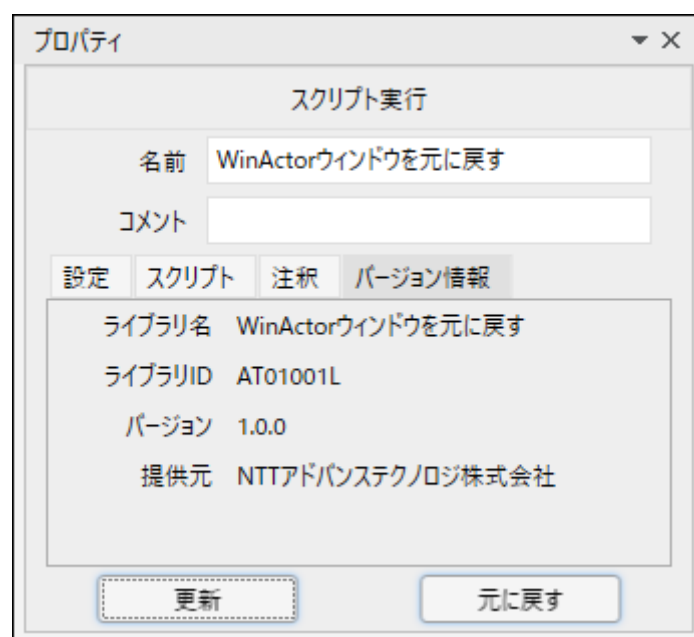 プロパティ
スクリプト実行
名前 WinActorウィンドウを元に戻す
コメント
設定 スクリプト 注釈 バージョン情報
ライブラリ名 WinActorウィンドウを元に戻す
ライブラリID AT01001L
バージョン 1.0.0
提供元 NTTアドバンステクノロジ株式会社
更新 元に戻す